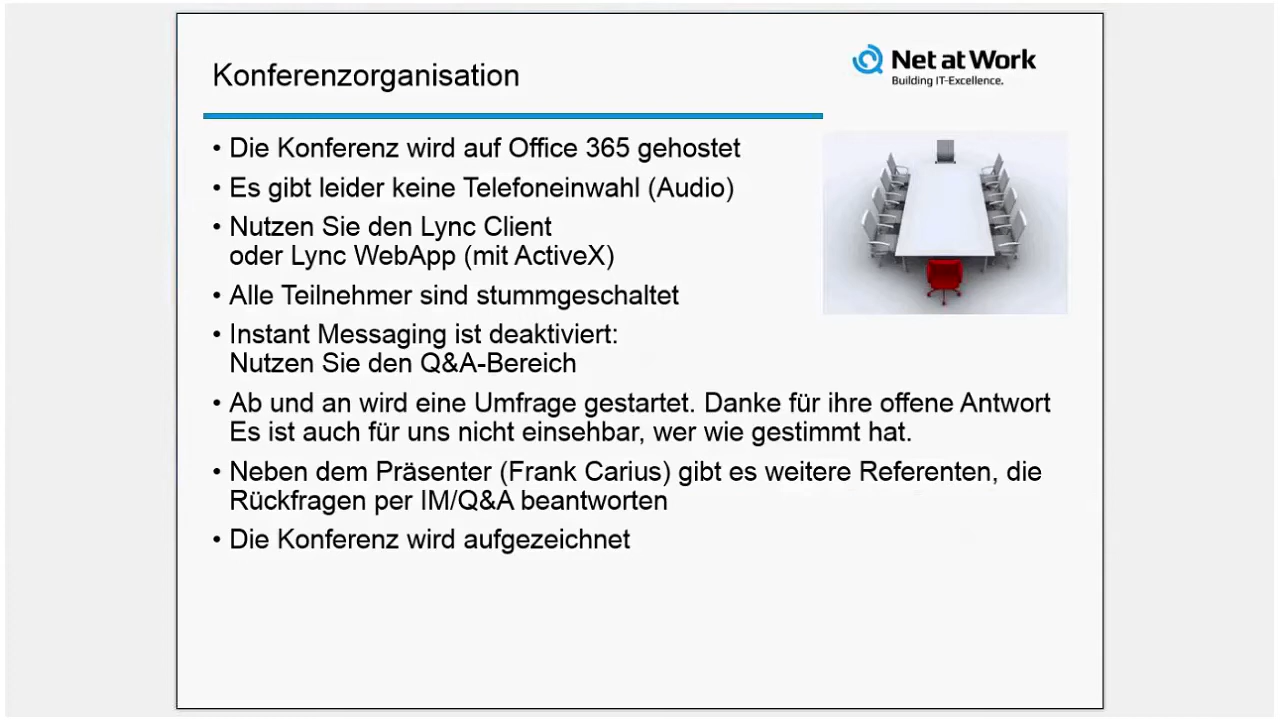 Konferenzorganisation
Net at Work
Building IT-Excellence.
• Die Konferenz wird auf Office 365 gehostet
• Es gibt leider keine Telefoneinwahl (Audio)
• Nutzen Sie den Lync Client
oder Lync WebApp (mit ActiveX)
• Alle Teilnehmer sind stummgeschaltet
• Instant Messaging ist deaktiviert:
Nutzen Sie den Q&A-Bereich
• Ab und an wird eine Umfrage gestartet. Danke für ihre offene Antwort
Es ist auch für uns nicht einsehbar, wer wie gestimmt hat.
• Neben dem Präsenter (Frank Carius) gibt es weitere Referenten, die
Rückfragen per IM/Q&A beantworten
• Die Konferenz wird aufgezeichnet